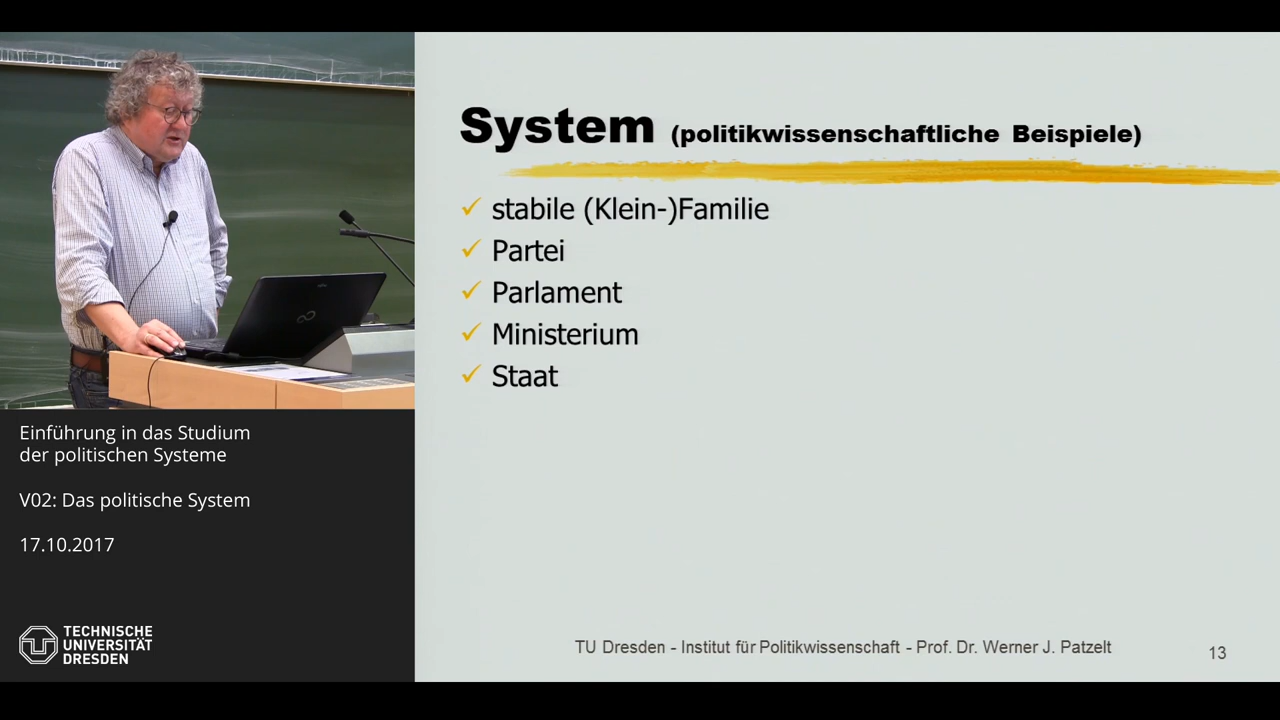 System (politikwissenschaftliche Beispiele)
stabile (Klein-)Familie
Partei
Parlament
Ministerium
Staat
Einführung in das Studium
der politischen Systeme
V02: Das politische System
17.10.2017
TECHNISCHE
UNIVERSITÄT
DRESDEN
TU Dresden - Institut für Politikwissenschaft - Prof. Dr. Werner J. Patzelt
13